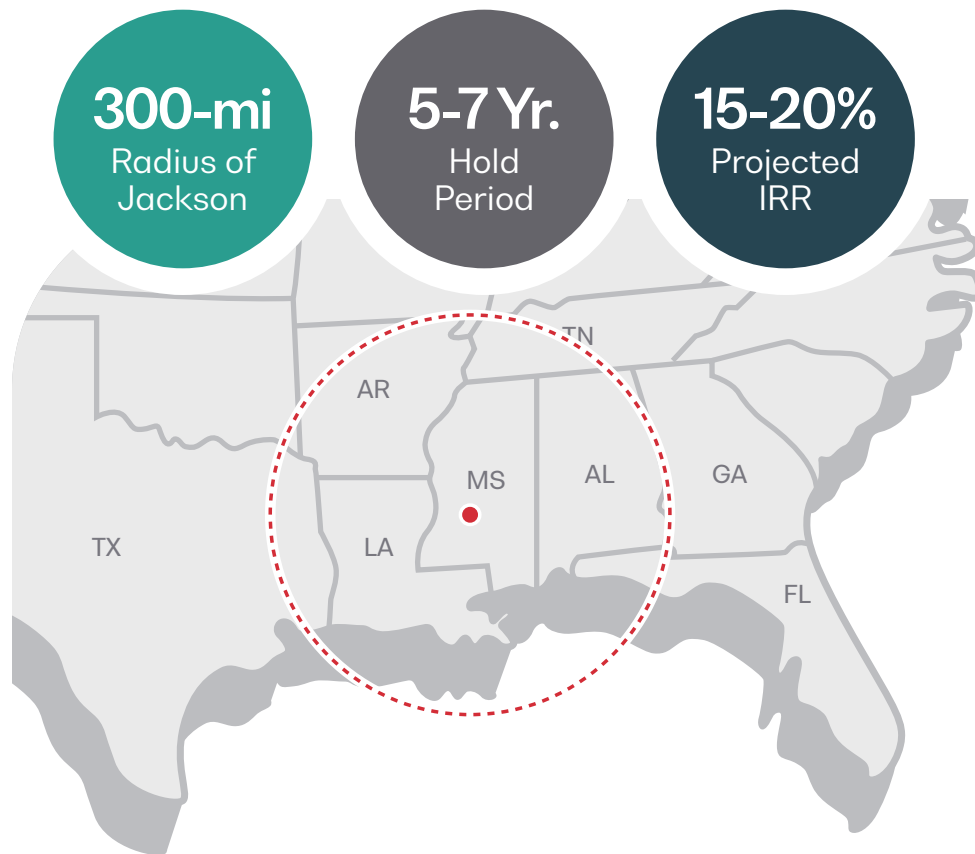 300-mi
Radius of
Jackson
5-7 Yr.
Hold
Period
15-20%
Projected
IRR
TN
AR
MS
AL
GA
TX
LA
FL